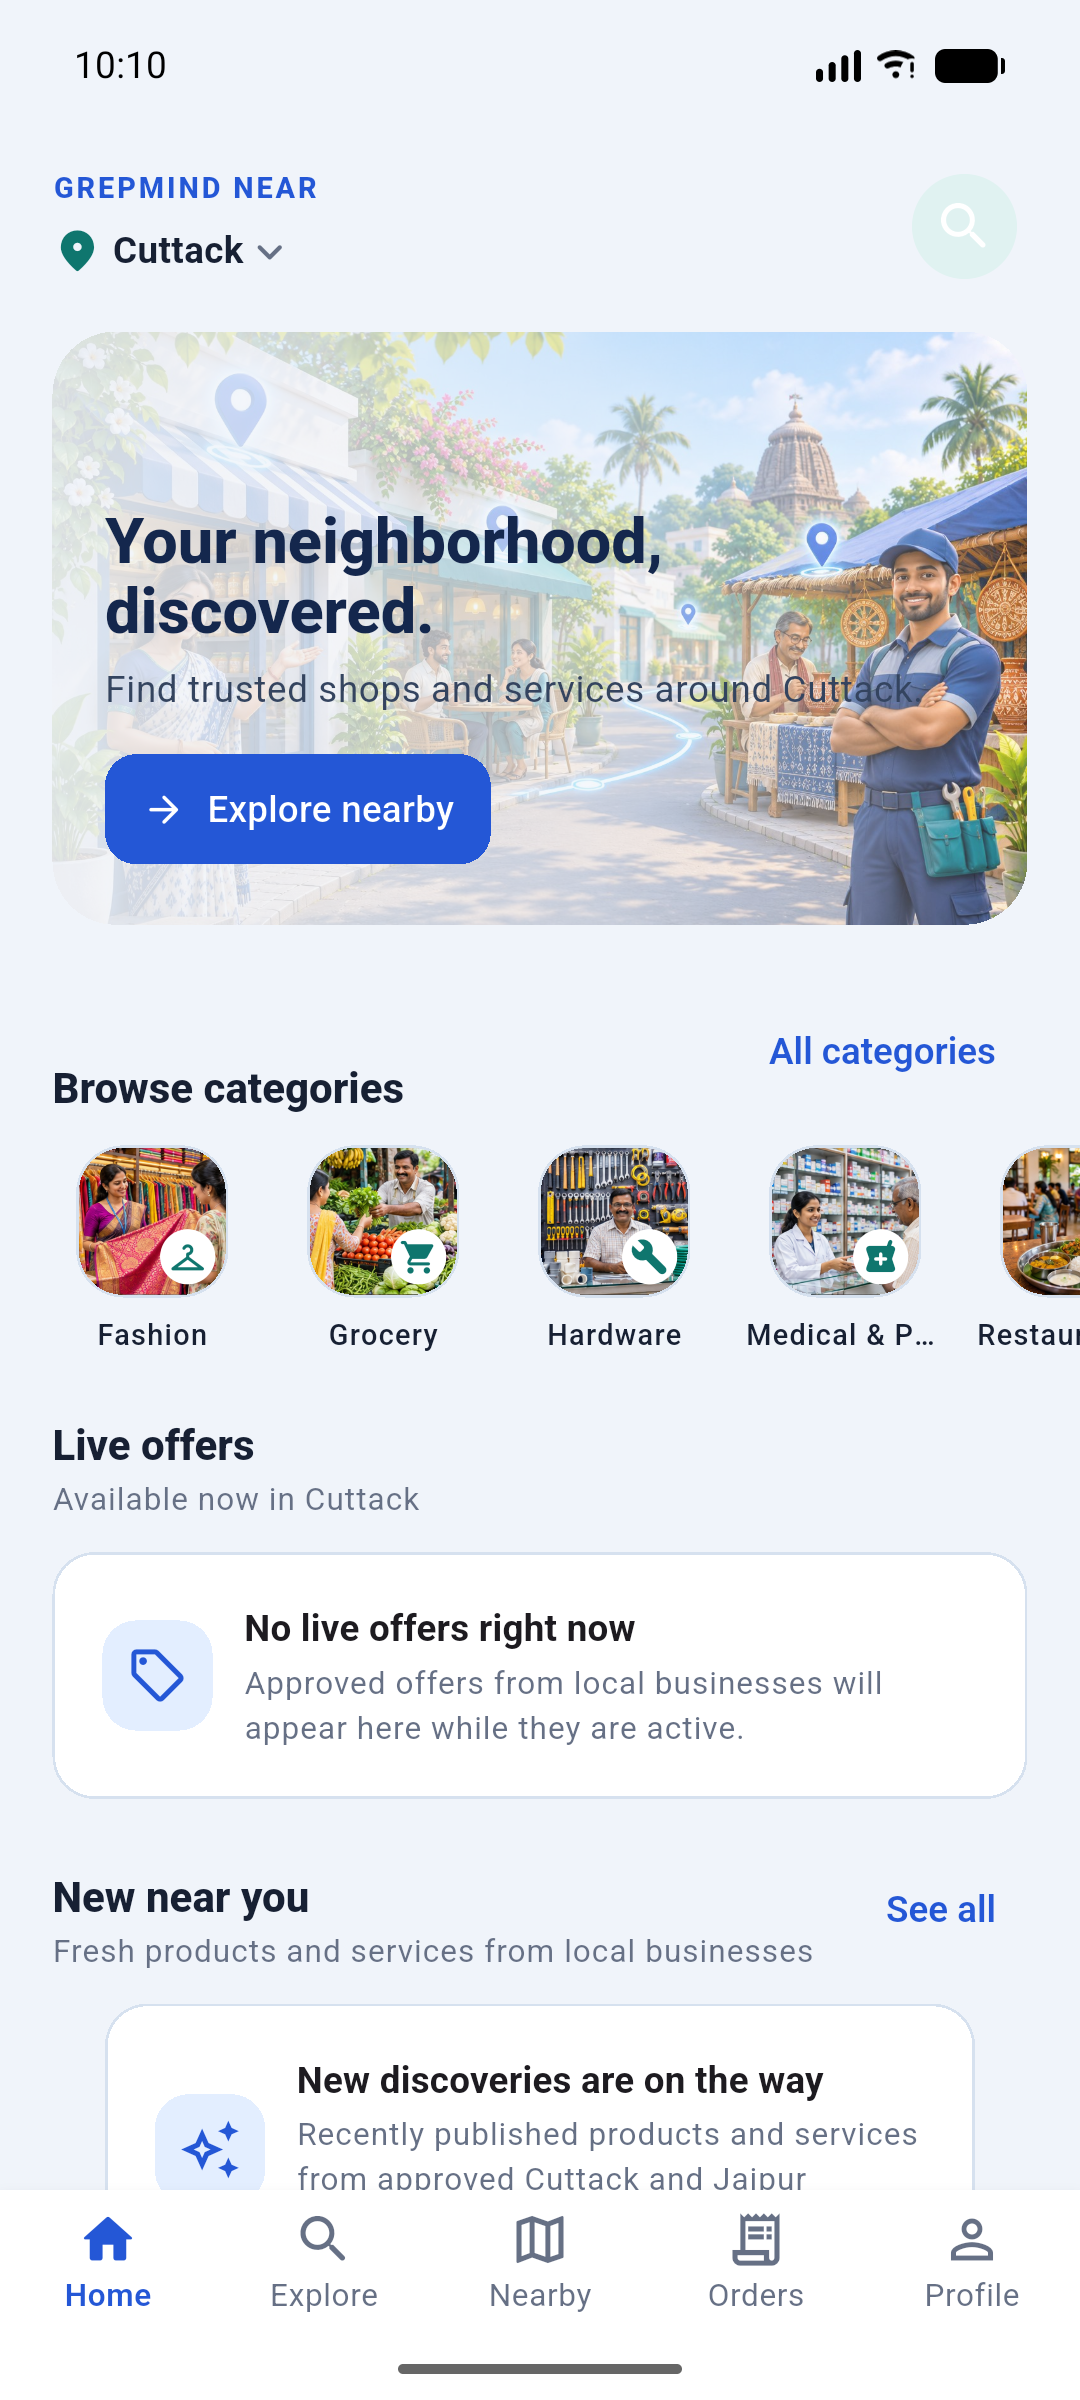 10:10
GREPMIND NEAR
Cuttack
Your neighborhood,
discovered.
Find trusted shops and services around Cuttack
Explore nearby
All categories
Browse categories
Fashion
Grocery
Hardware
Medical & P…
Restaur
Live offers
Available now in Cuttack
No live offers right now
Approved offers from local businesses will
appear here while they are active.
New near you
See all
Fresh products and services from local businesses
New discoveries are on the way
Recently published products and services
from approved Cuttack and Jaipur
Home
Explore
Nearby
Orders
Profile